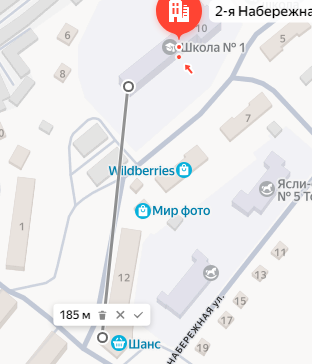 2-я Набережна
10
Школа № 1
8
6
5
7
Wildberries
Ясли-
№ 5 Те
Мир фото
1
12
11
13
15
17
19
185 м
Шанс
НАБЕРЕЖНАЯ УЛ.